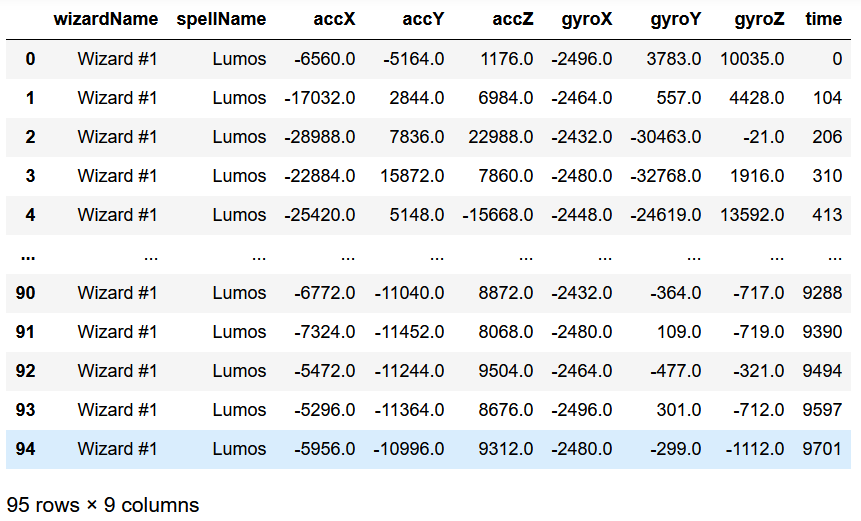 wizardName spellName accX accY accZ gyroX gyroY gyroZ time
0 Wizard #1 Lumos -6560.0 -5164.0 1176.0 -2496.0 3783.0 10035.0 0
1 Wizard #1 Lumos -17032.0 2844.0 6984.0 -2464.0 557.0 4428.0 104
2 Wizard #1 Lumos -28988.0 7836.0 22988.0 -2432.0 -30463.0 -21.0 206
3 Wizard #1 Lumos -22884.0 15872.0 7860.0 -2480.0 -32768.0 1916.0 310
4 Wizard #1 Lumos -25420.0 5148.0 -15668.0 -2448.0 -24619.0 13592.0 413
... ... ... ... ... ... ... ... ... ...
90 Wizard #1 Lumos -6772.0 -11040.0 8872.0 -2432.0 -364.0 -717.0 9288
91 Wizard #1 Lumos -7324.0 -11452.0 8068.0 -2480.0 109.0 -719.0 9390
92 Wizard #1 Lumos -5472.0 -11244.0 9504.0 -2464.0 -477.0 -321.0 9494
93 Wizard #1 Lumos -5296.0 -11364.0 8676.0 -2496.0 301.0 -712.0 9597
94 Wizard #1 Lumos -5956.0 -10996.0 9312.0 -2480.0 -299.0 -1112.0 9701
95 rows × 9 columns